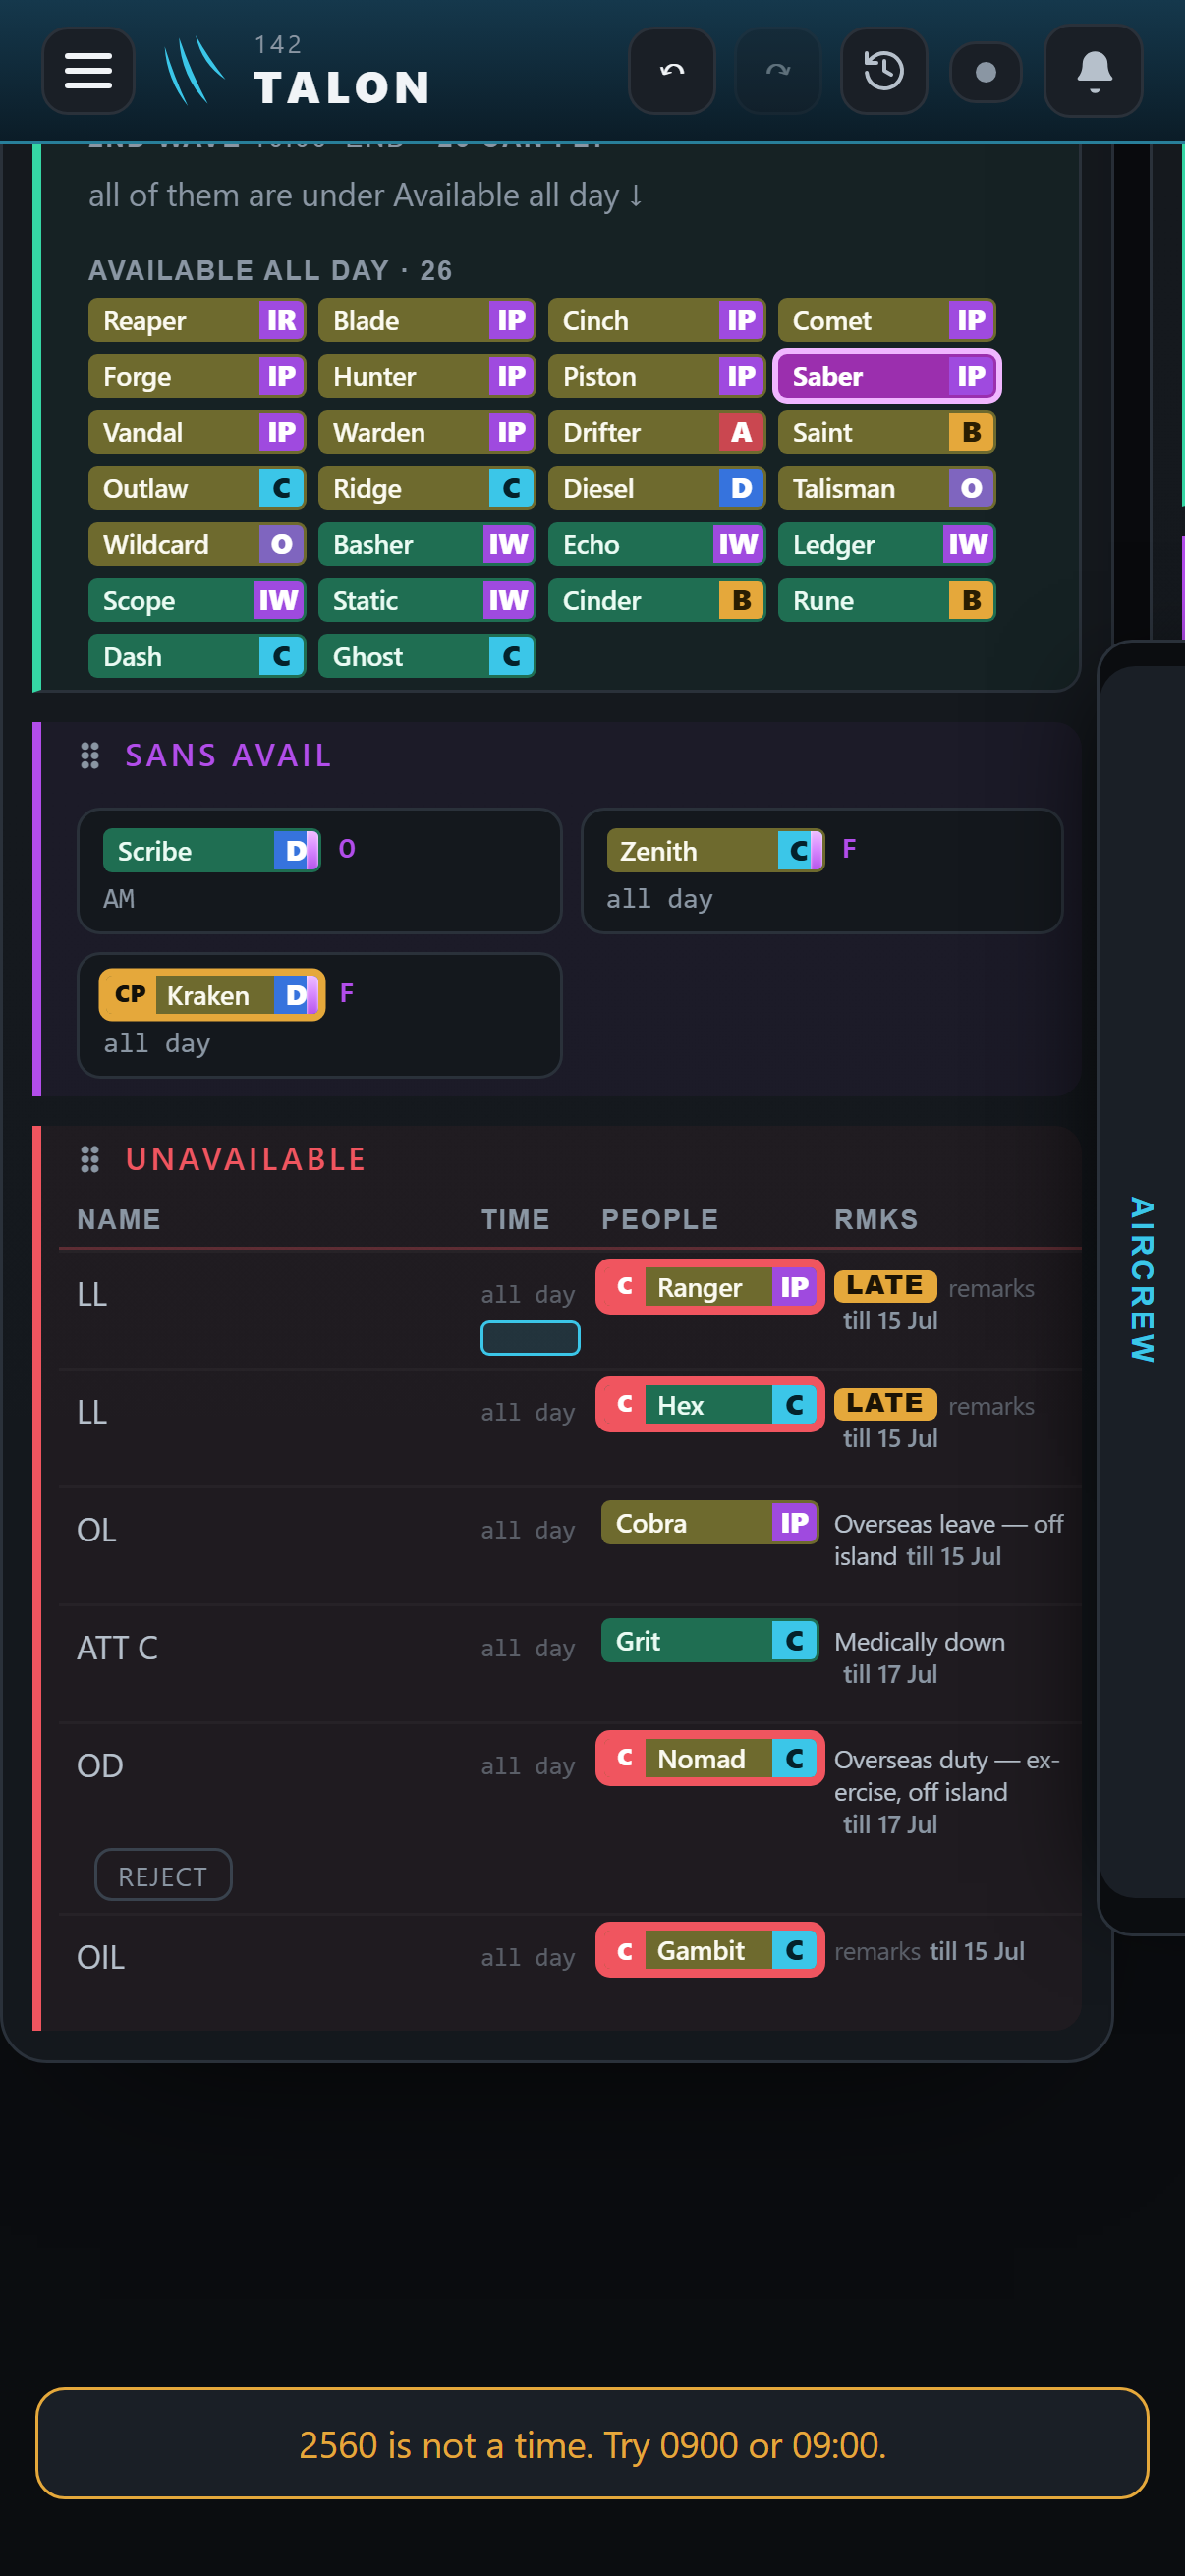 142
TALON
all of them are under Available all day ↓
AVAILABLE ALL DAY · 26
Reaper IR Blade IP Cinch IP Comet IP
Forge IP Hunter IP Piston IP Saber IP
Vandal IP Warden IP Drifter A Saint B
Outlaw C Ridge C Diesel D Talisman O
Wildcard O Basher IW Echo IW Ledger IW
Scope IW Static IW Cinder B Rune B
Dash C Ghost C
SANS AVAIL
Scribe D O
AM
Zenith C F
all day
CP Kraken D F
all day
UNAVAILABLE
NAME TIME PEOPLE RMKS
LL all day C Ranger IP LATE remarks
till 15 Jul
LL all day C Hex C LATE remarks
till 15 Jul
OL all day Cobra IP Overseas leave — off
island till 15 Jul
ATT C all day Grit C Medically down
till 17 Jul
OD all day C Nomad C Overseas duty — ex-
ercise, off island
till 17 Jul
REJECT
OIL all day C Gambit C remarks till 15 Jul
AIRCREW
2560 is not a time. Try 0900 or 09:00.